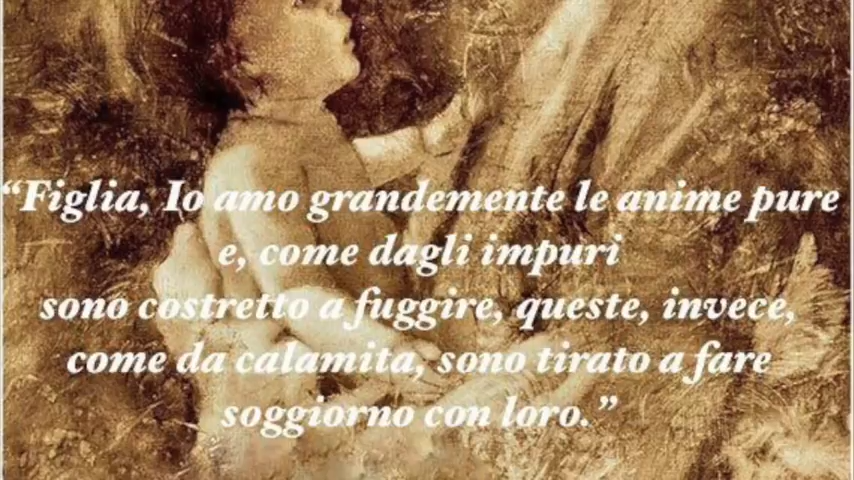 “Figlia, Io amo grandemente le anime pure
e, come dagli impuri
sono costretto a fuggire, queste, invece,
come da calamita, sono tirato a fare
soggiorno con loro.”